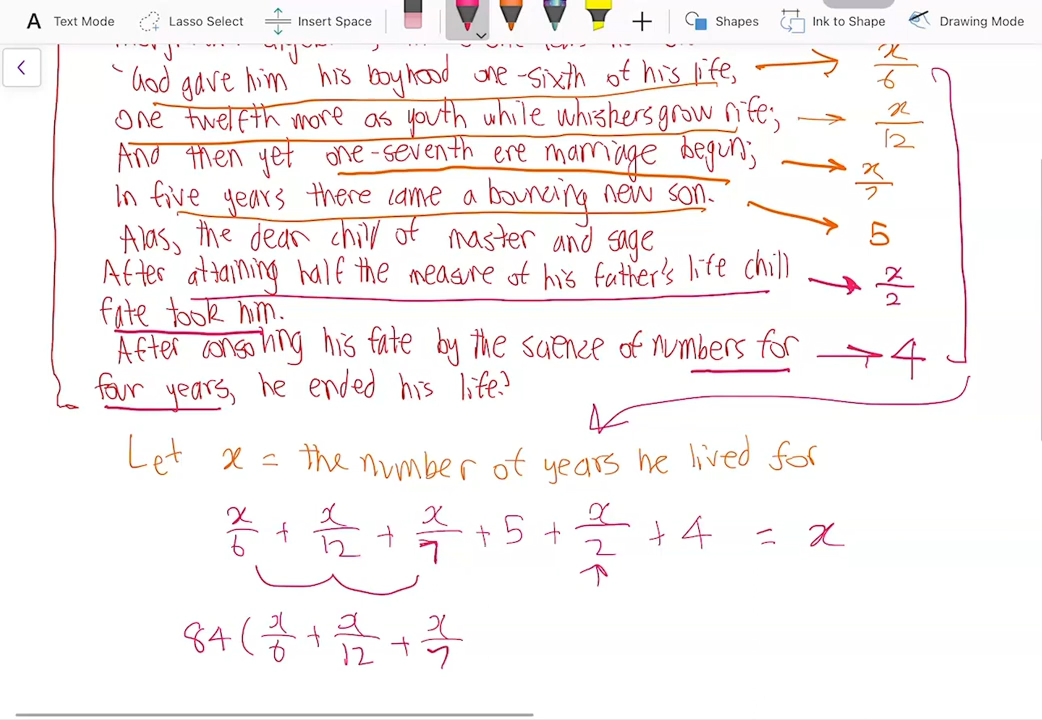 Text Mode Lasso Select Insert Space Shapes Ink to Shape Drawing Mode
`God gave him his boyhood one-sixth of his life, x/6
One twelfth more as youth while whiskers grow rife; x/12
And then yet one-seventh ere marriage begun; x/7
In five years there came a bouncing new son. 5
Alas, the dear child of master and sage
After attaining half the measure of his father's life chill x/2
fate took him.
After consoling his fate by the science of numbers for 4
four years, he ended his life?
Let x = the number of years he lived for
x/6 + x/12 + x/7 + 5 + x/2 + 4 = x
84 ( x/6 + x/12 + x/7